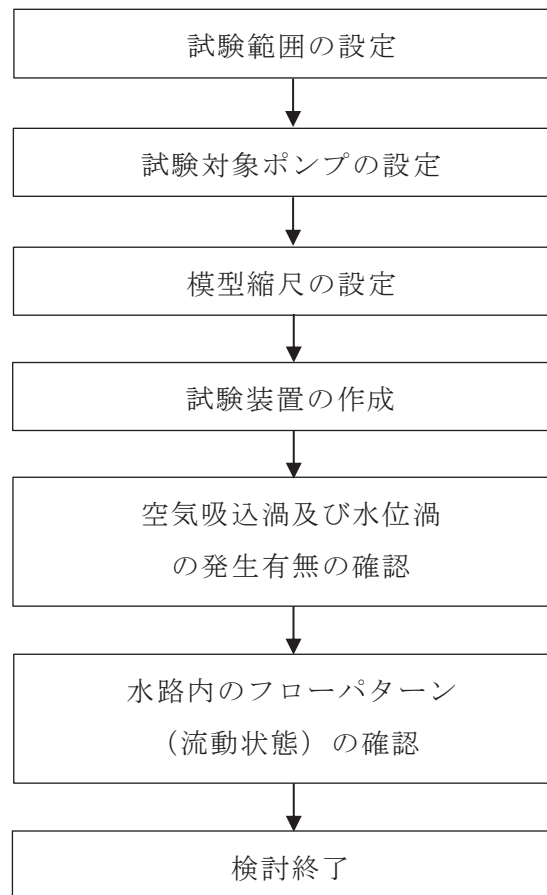 試験範囲の設定
試験対象ポンプの設定
模型縮尺の設定
試験装置の作成
空気吸込渦及び水位渦
の発生有無の確認
水路内のフローパターン
（流動状態）の確認
検討終了